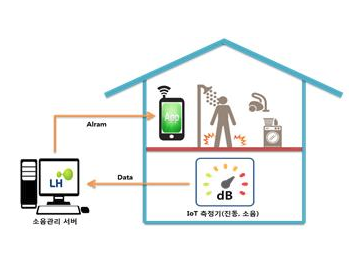 App
Alram
Data
LH
소음관리 서버
dB
IoT 측정기(진동, 소음)